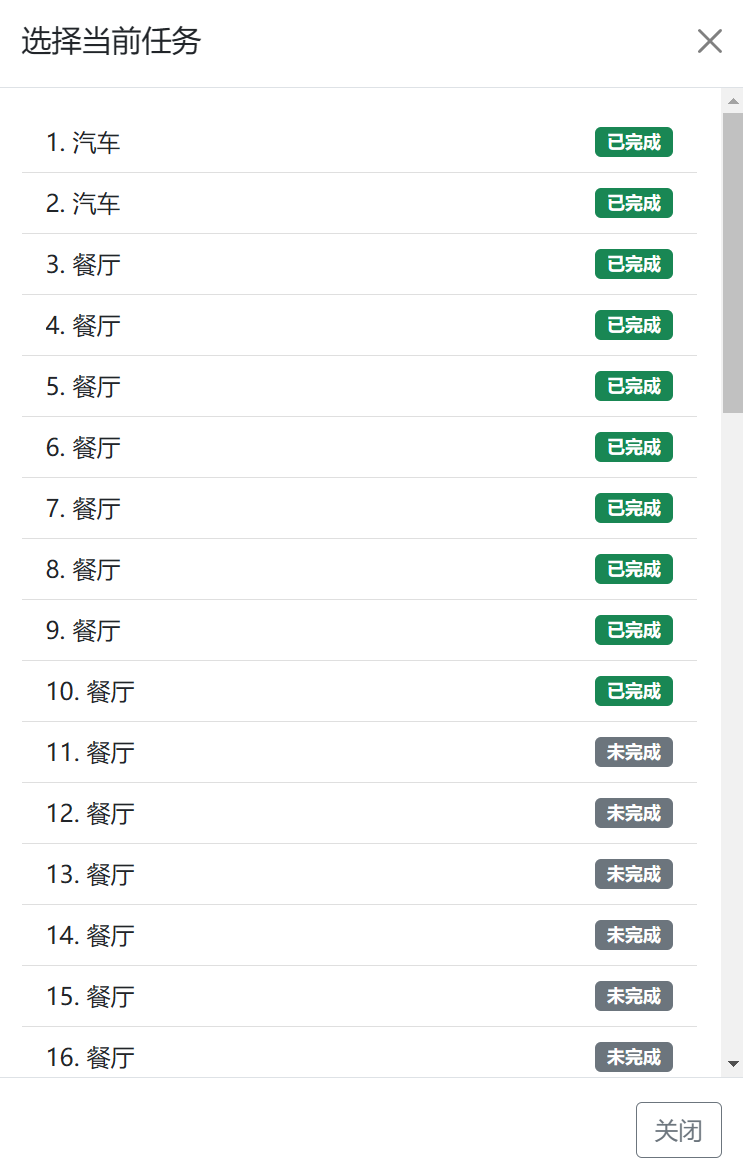 选择当前任务
1. 汽车 已完成
2. 汽车 已完成
3. 餐厅 已完成
4. 餐厅 已完成
5. 餐厅 已完成
6. 餐厅 已完成
7. 餐厅 已完成
8. 餐厅 已完成
9. 餐厅 已完成
10. 餐厅 已完成
11. 餐厅 未完成
12. 餐厅 未完成
13. 餐厅 未完成
14. 餐厅 未完成
15. 餐厅 未完成
16. 餐厅 未完成
关闭